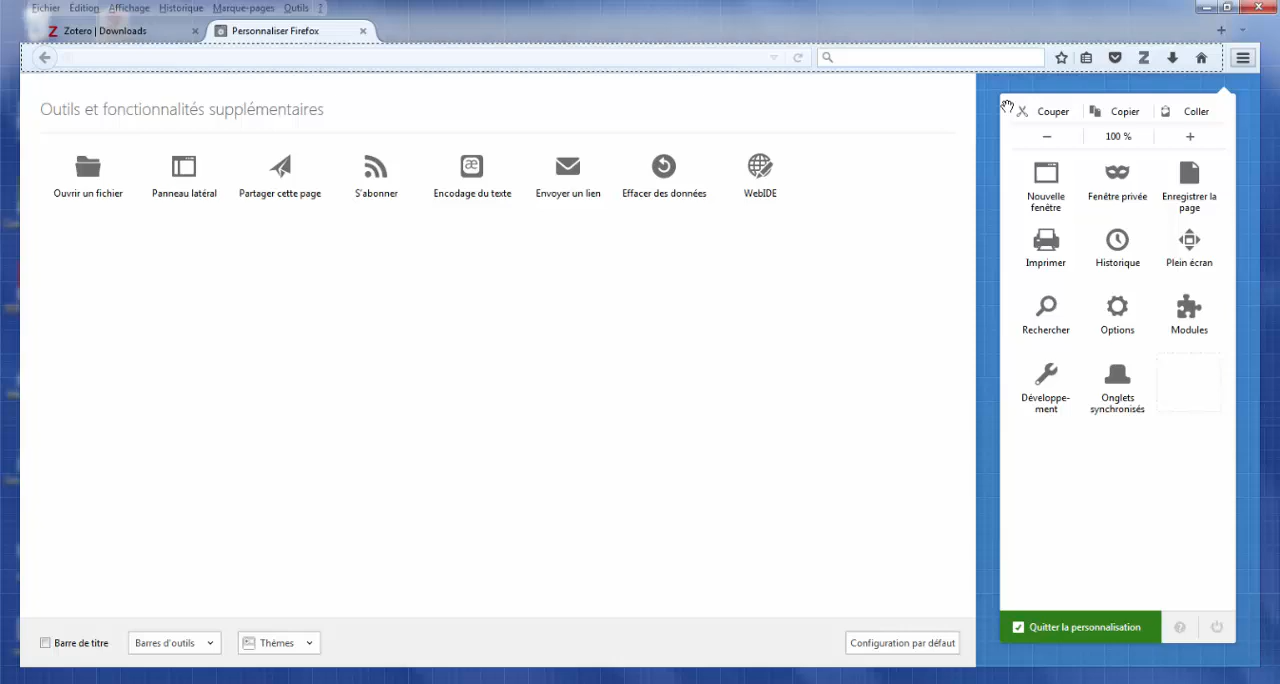 Fichier Édition Affichage Historique Marque-pages Outils ?
Zotero | Downloads
Personnaliser Firefox
Outils et fonctionnalités supplémentaires
Ouvrir un fichier
Panneau latéral
Partager cette page
S'abonner
Encodage du texte
Envoyer un lien
Effacer des données
WebIDE
Couper
Copier
Coller
100 %
Nouvelle
fenêtre
Fenêtre privée
Enregistrer la
page
Imprimer
Historique
Plein écran
Rechercher
Options
Modules
Développe-
ment
Onglets
synchronisés
Barre de titre
Barres d'outils
Thèmes
Configuration par défaut
Quitter la personnalisation